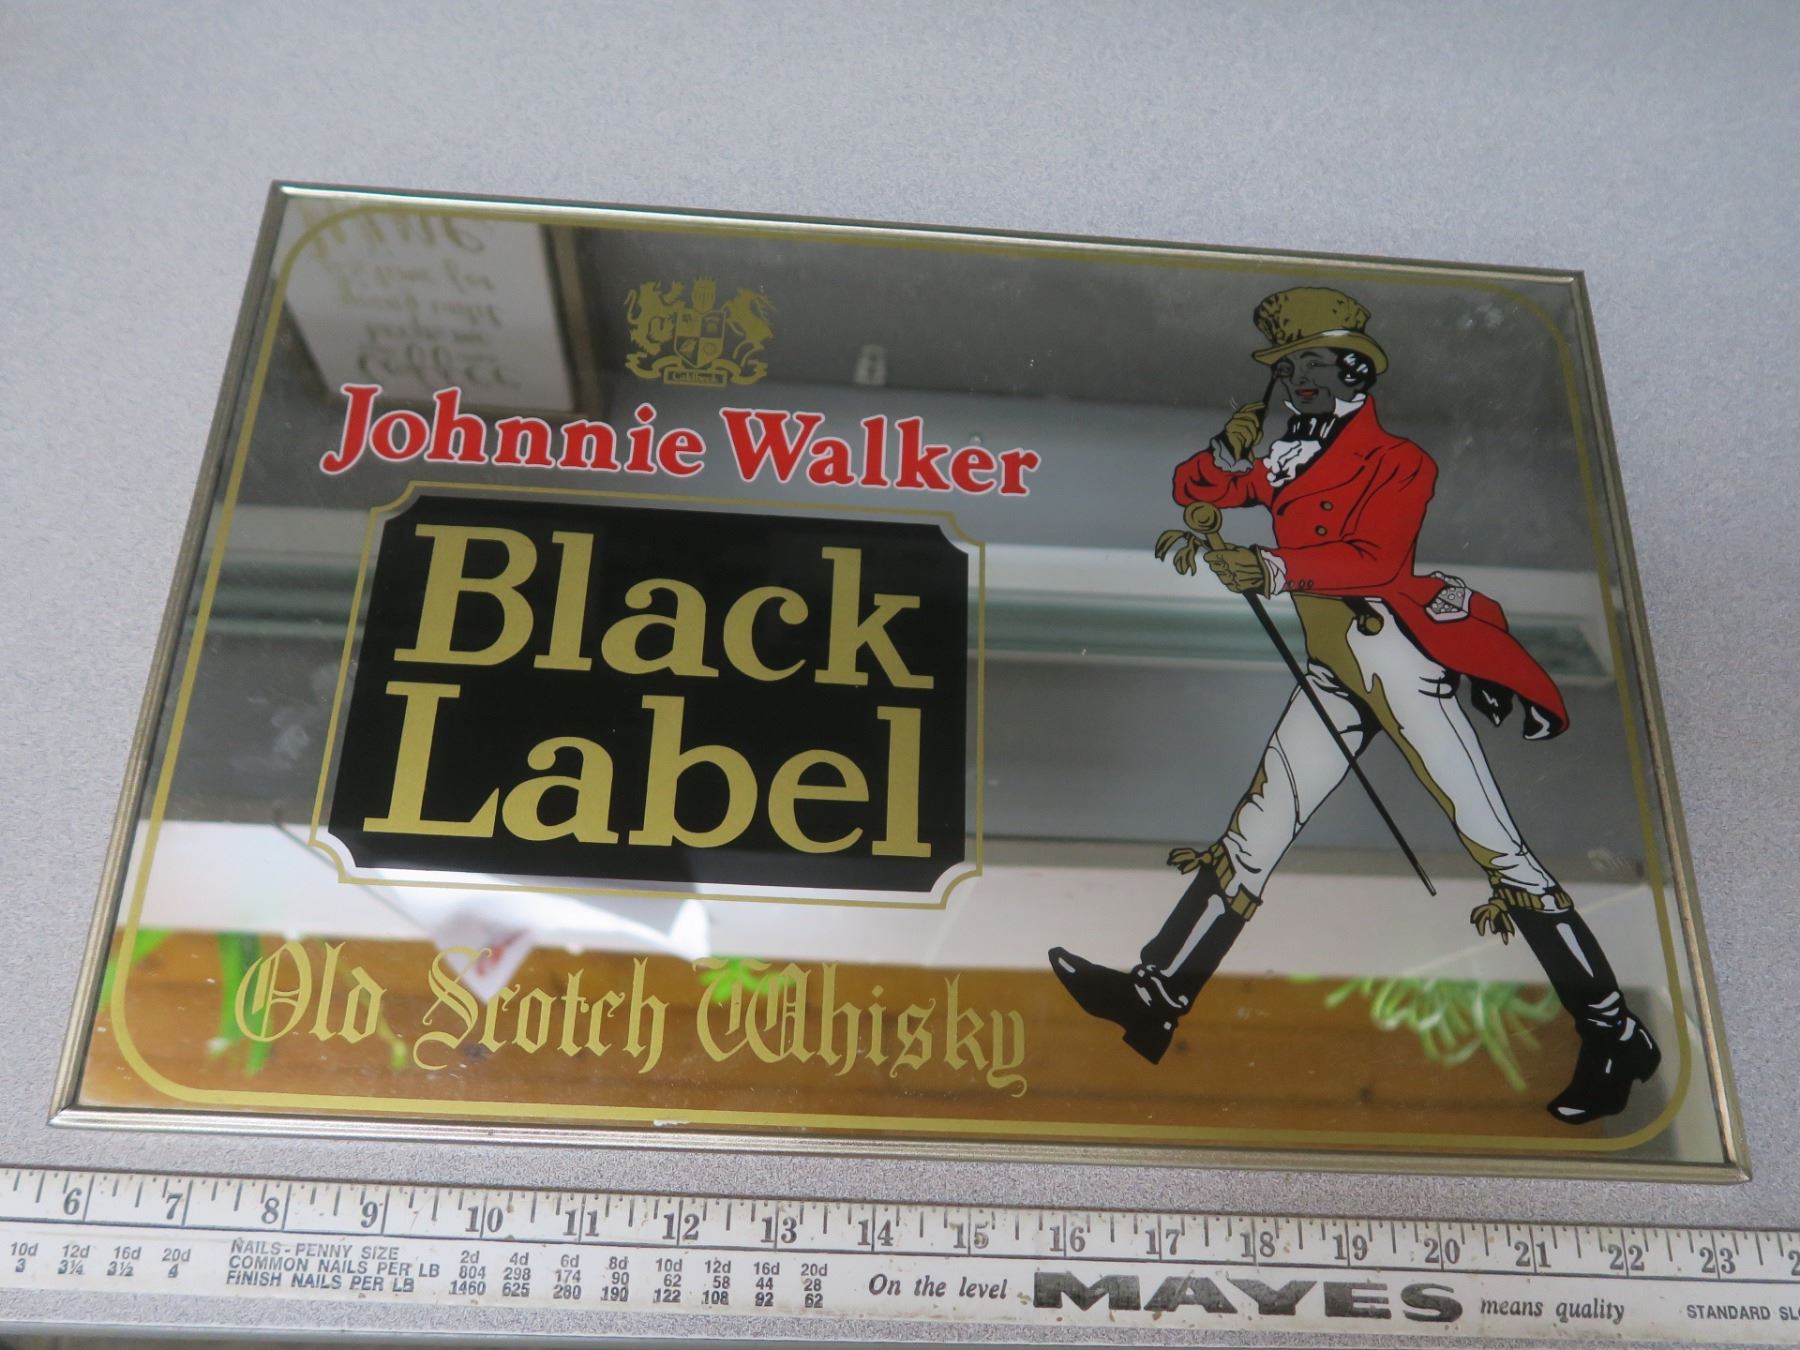 Johnnie Walker
Black
Label
Old Scotch Whisky
6 7 8 9 10 11 12 13 14 15 16 17 18 19 20 21 22 23
10d 12d 16d 20d
3 3¼ 3½ 4
NAILS-PENNY SIZE 2d 4d 6d 8d 10d 12d 16d 20d
COMMON NAILS PER LB 804 298 174 90 62 58 44 28
FINISH NAILS PER LB 1460 625 280 190 122 108 92 62
On the level MAYES means quality
STANDARD